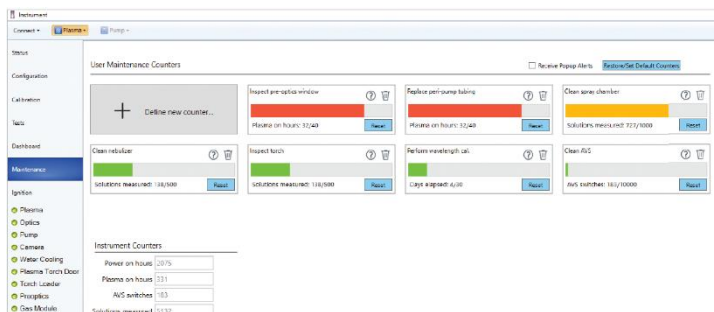 Instrument
Connect
Plasma
Pump
Status
Configuration
Calibration
Tests
Dashboard
Maintenance
Ignition
Plasma
Optics
Pump
Camera
Water Cooling
Plasma Torch Door
Torch Loader
Preoptics
Gas Module
User Maintenance Counters
Receive Popup Alerts
Restore/Set Default Counters
Define new counter...
Inspect pre-optics window
Plasma on hours: 32/40
Reset
Replace peri-pump tubing
Plasma on hours: 32/40
Reset
Clean spray chamber
Solutions measured: 727/1000
Reset
Clean nebulizer
Solutions measured: 138/500
Reset
Inspect torch
Solutions measured: 138/500
Reset
Perform wavelength cal.
Days elapsed: 6/30
Reset
Clean AVS
AVS switches: 183/10000
Reset
Instrument Counters
Power on hours 2075
Plasma on hours 331
AVS switches 183
Solutions measured 5137